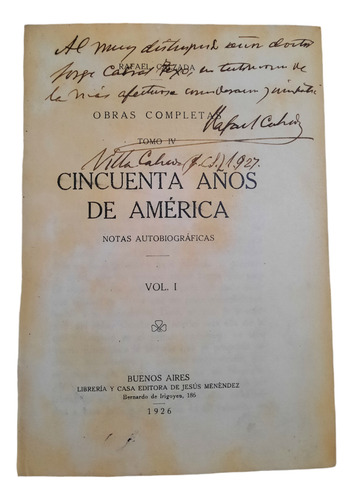 Al muy distinguido señor doctor
RAFAEL CALZADA
Jorge Cabral Texo, en testimonio de
la más afectuosa consideración y simpatía
OBRAS COMPLETAS
Rafael Calzada
TOMO IV
Villa Calzada 1927.
CINCUENTA AÑOS
DE AMÉRICA
NOTAS AUTOBIOGRÁFICAS
VOL. I
BUENOS AIRES
LIBRERÍA Y CASA EDITORA DE JESÚS MENÉNDEZ
Bernardo de Irigoyen, 186
1926